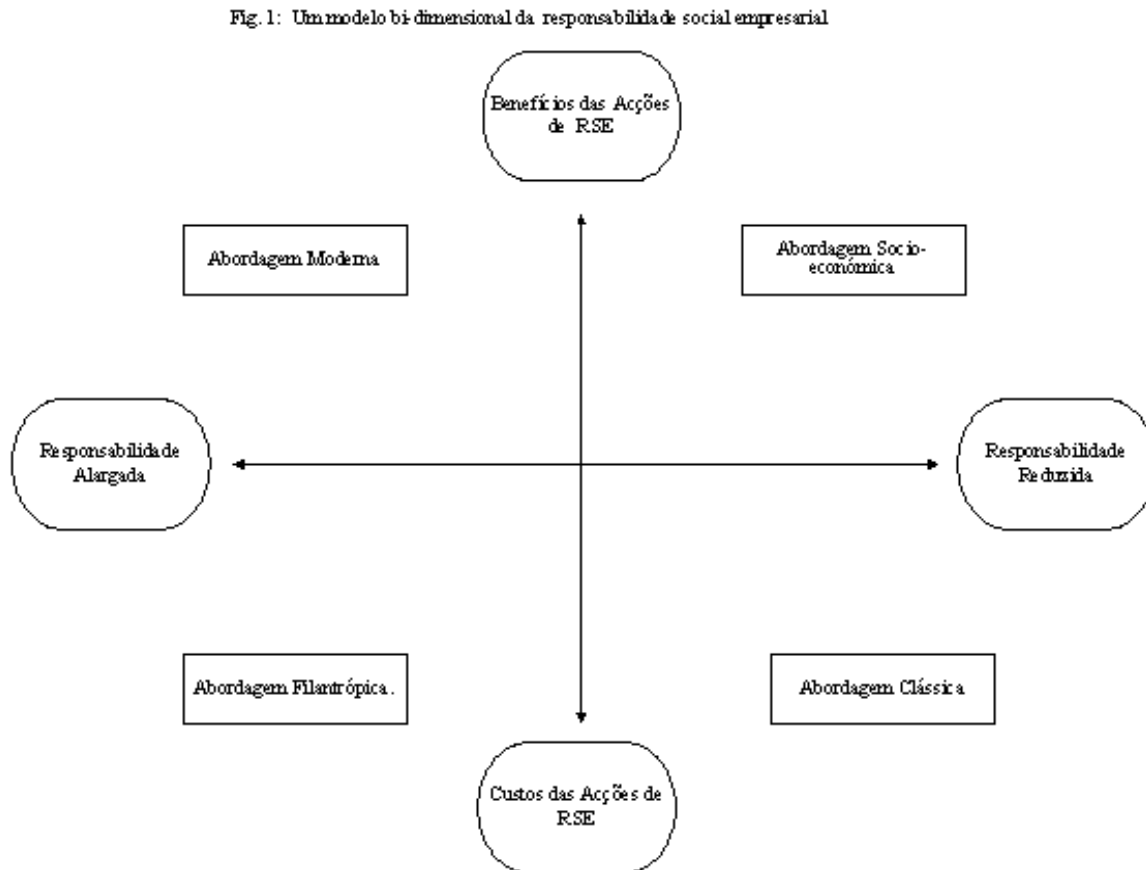 Fig. 1: Um modelo bi-dimensional da responsabilidade social empresarial
Benefícios das Acções
de RSE
Abordagem Moderna
Abordagem Socio-
económica
Responsabilidade
Alargada
Responsabilidade
Reduzida
Abordagem Filantrópica.
Abordagem Clássica
Custos das Acções de
RSE